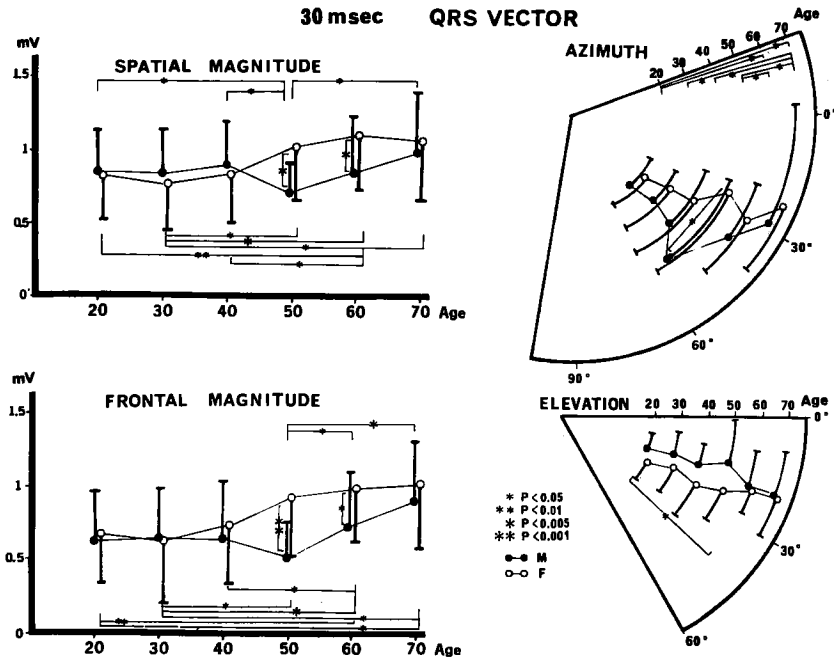 30 msec QRS VECTOR
mV
SPATIAL MAGNITUDE
1.5
1
0.5
0
20 30 40 50 60 70 Age
AZIMUTH
Age
20 30 40 50 60 70
0°
30°
60°
90°
mV
FRONTAL MAGNITUDE
1.5
1
0.5
0
20 30 40 50 60 70 Age
ELEVATION
Age
20 30 40 50 60 70
0°
30°
60°
* P<0.05
** P<0.01
* P<0.005
** P<0.001
M
F